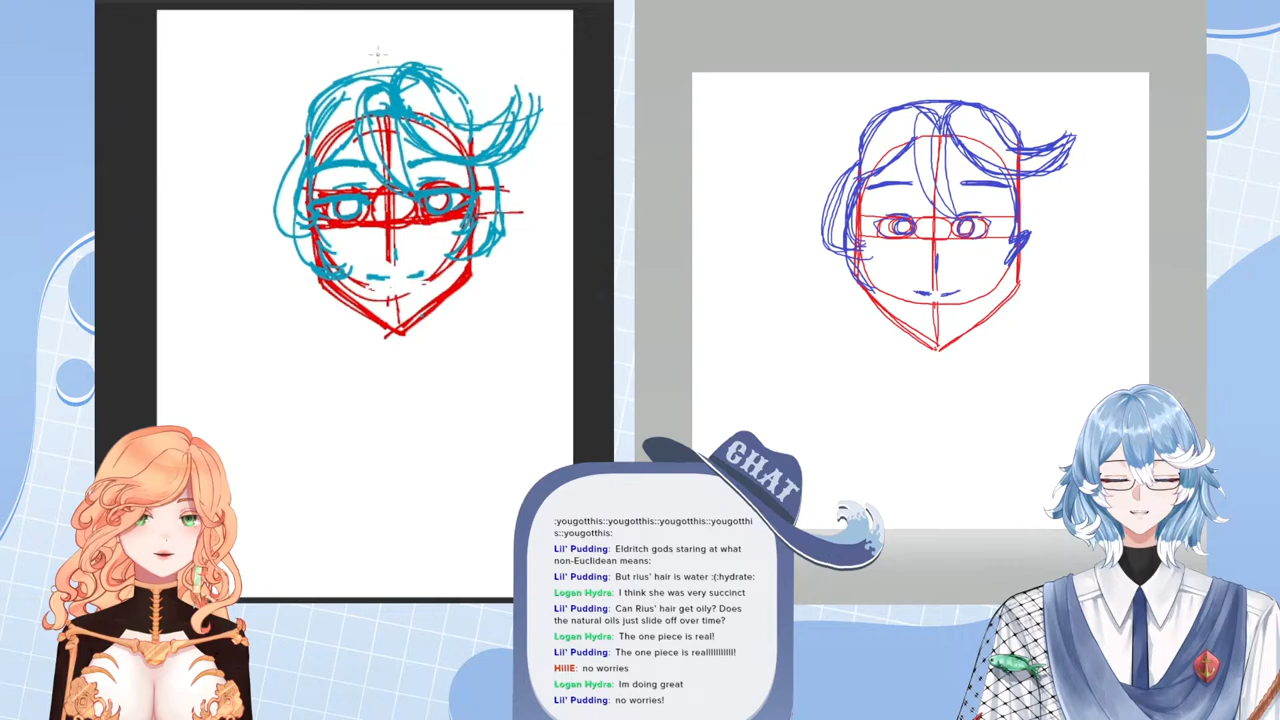 CHAT
:yougotthis::yougotthis::yougotthis::yougotthi
s::yougotthis:
Lil' Pudding: Eldritch gods staring at what
non-Euclidean means:
Lil' Pudding: But rius' hair is water :(:hydrate:
Logan Hydra: I think she was very succinct
Lil' Pudding: Can Rius' hair get oily? Does
the natural oils just slide off over time?
Logan Hydra: The one piece is real!
Lil' Pudding: The one piece is realllllllllll!
HillE: no worries
Logan Hydra: Im doing great
Lil' Pudding: no worries!